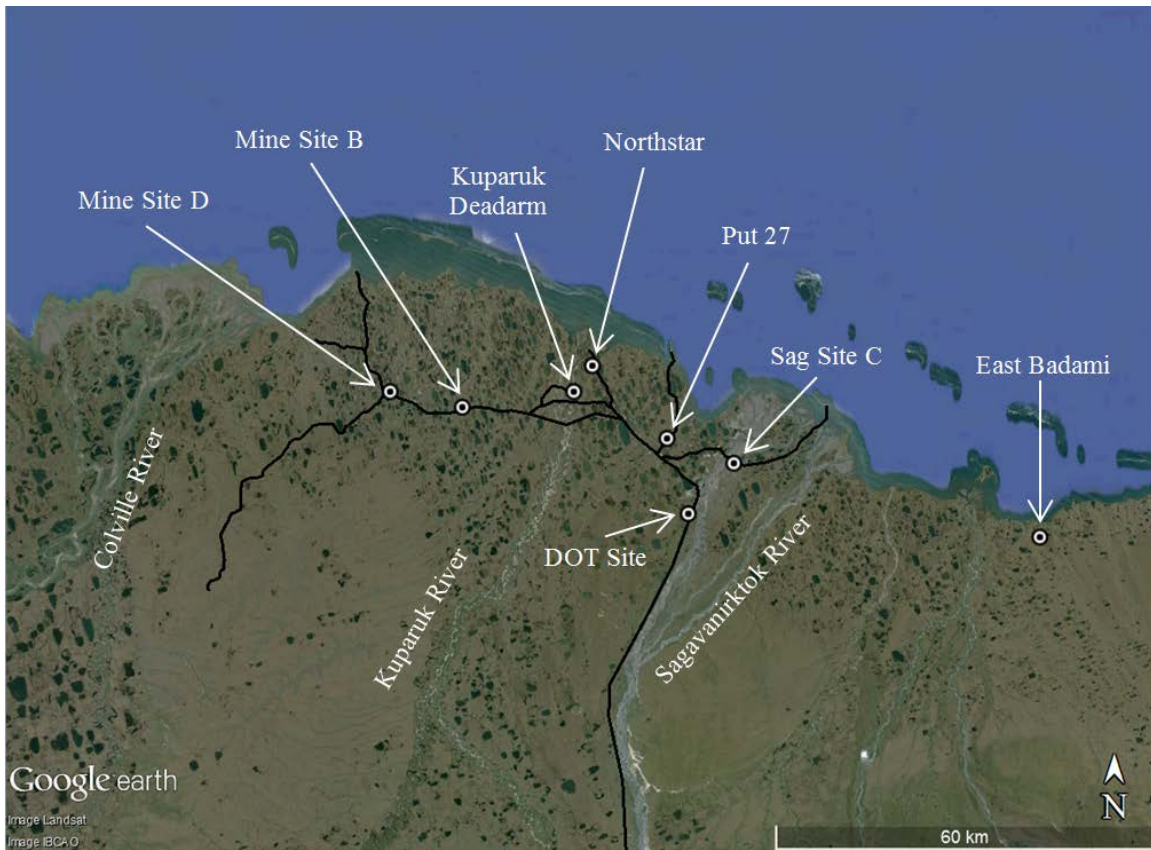 Northstar
Mine Site B
Kuparuk
Deadarm
Mine Site D
Put 27
Sag Site C
East Badami
Colville River
DOT Site
Kuparuk River
Sagavanirktok River
Google earth
N
Image Landsat
Image IBCAO
60 km